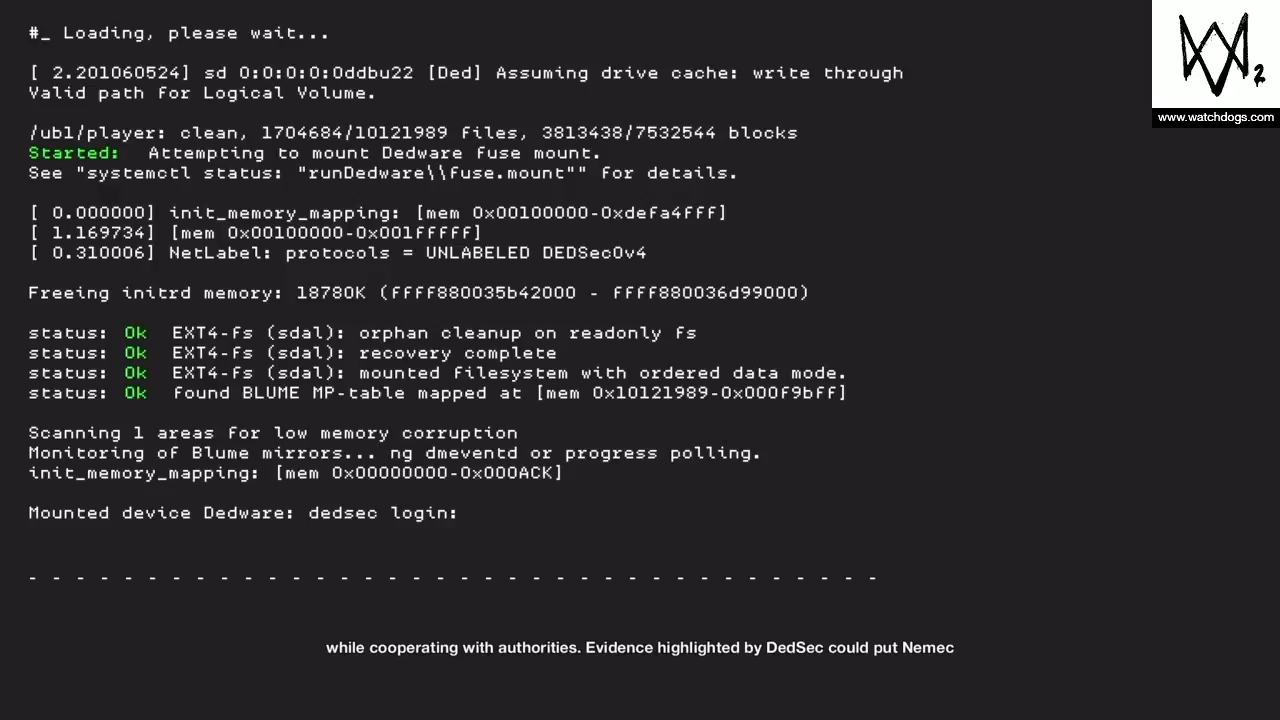 #_ Loading, please wait...
[ 2.201060524] sd 0:0:0:0:0ddbu22 [Ded] Assuming drive cache: write through
Valid path for Logical Volume.
/ubl/player: clean, 1704684/10121989 files, 3813438/7532544 blocks
Started: Attempting to mount Dedware fuse mount.
See "systemctl status: "runDedware\\fuse.mount"" for details.
[ 0.000000] init_memory_mapping: [mem 0x00100000-0xdefa4fff]
[ 1.169734] [mem 0x00100000-0x001fffff]
[ 0.310006] NetLabel: protocols = UNLABELED DEDSecOv4
Freeing initrd memory: 18780K (ffff880035b42000 - ffff880036d99000)
status: Ok EXT4-fs (sdal): orphan cleanup on readonly fs
status: Ok EXT4-fs (sdal): recovery complete
status: Ok EXT4-fs (sdal): mounted filesystem with ordered data mode.
status: Ok found BLUME MP-table mapped at [mem 0x10121989-0x000f9bff]
Scanning 1 areas for low memory corruption
Monitoring of Blume mirrors... ng dmeventd or progress polling.
init_memory_mapping: [mem 0x00000000-0x000ACK]
Mounted device Dedware: dedsec login:
- - - - - - - - - - - - - - - - - - - - - - - - - - - - - - - - - - - -
while cooperating with authorities. Evidence highlighted by DedSec could put Nemec
2
www.watchdogs.com